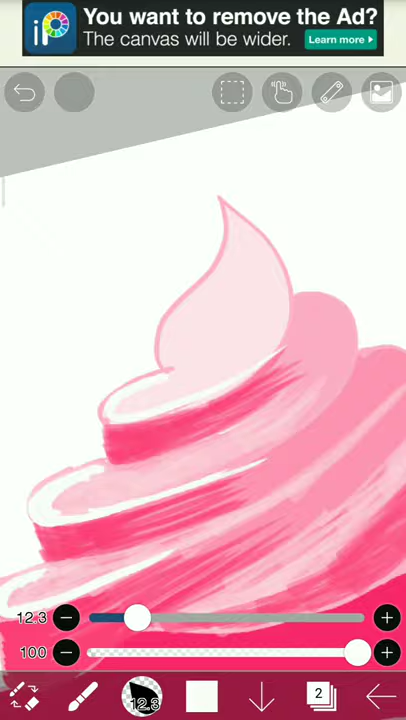 You want to remove the Ad?
The canvas will be wider.
Learn more
iP
12.3
100
12.3
2